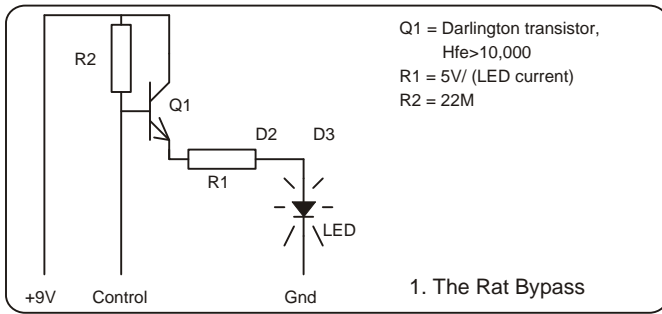 Q1 = Darlington transistor,
Hfe>10,000
R1 = 5V/ (LED current)
R2 = 22M
R2
Q1
D2
D3
R1
LED
+9V
Control
Gnd
1. The Rat Bypass